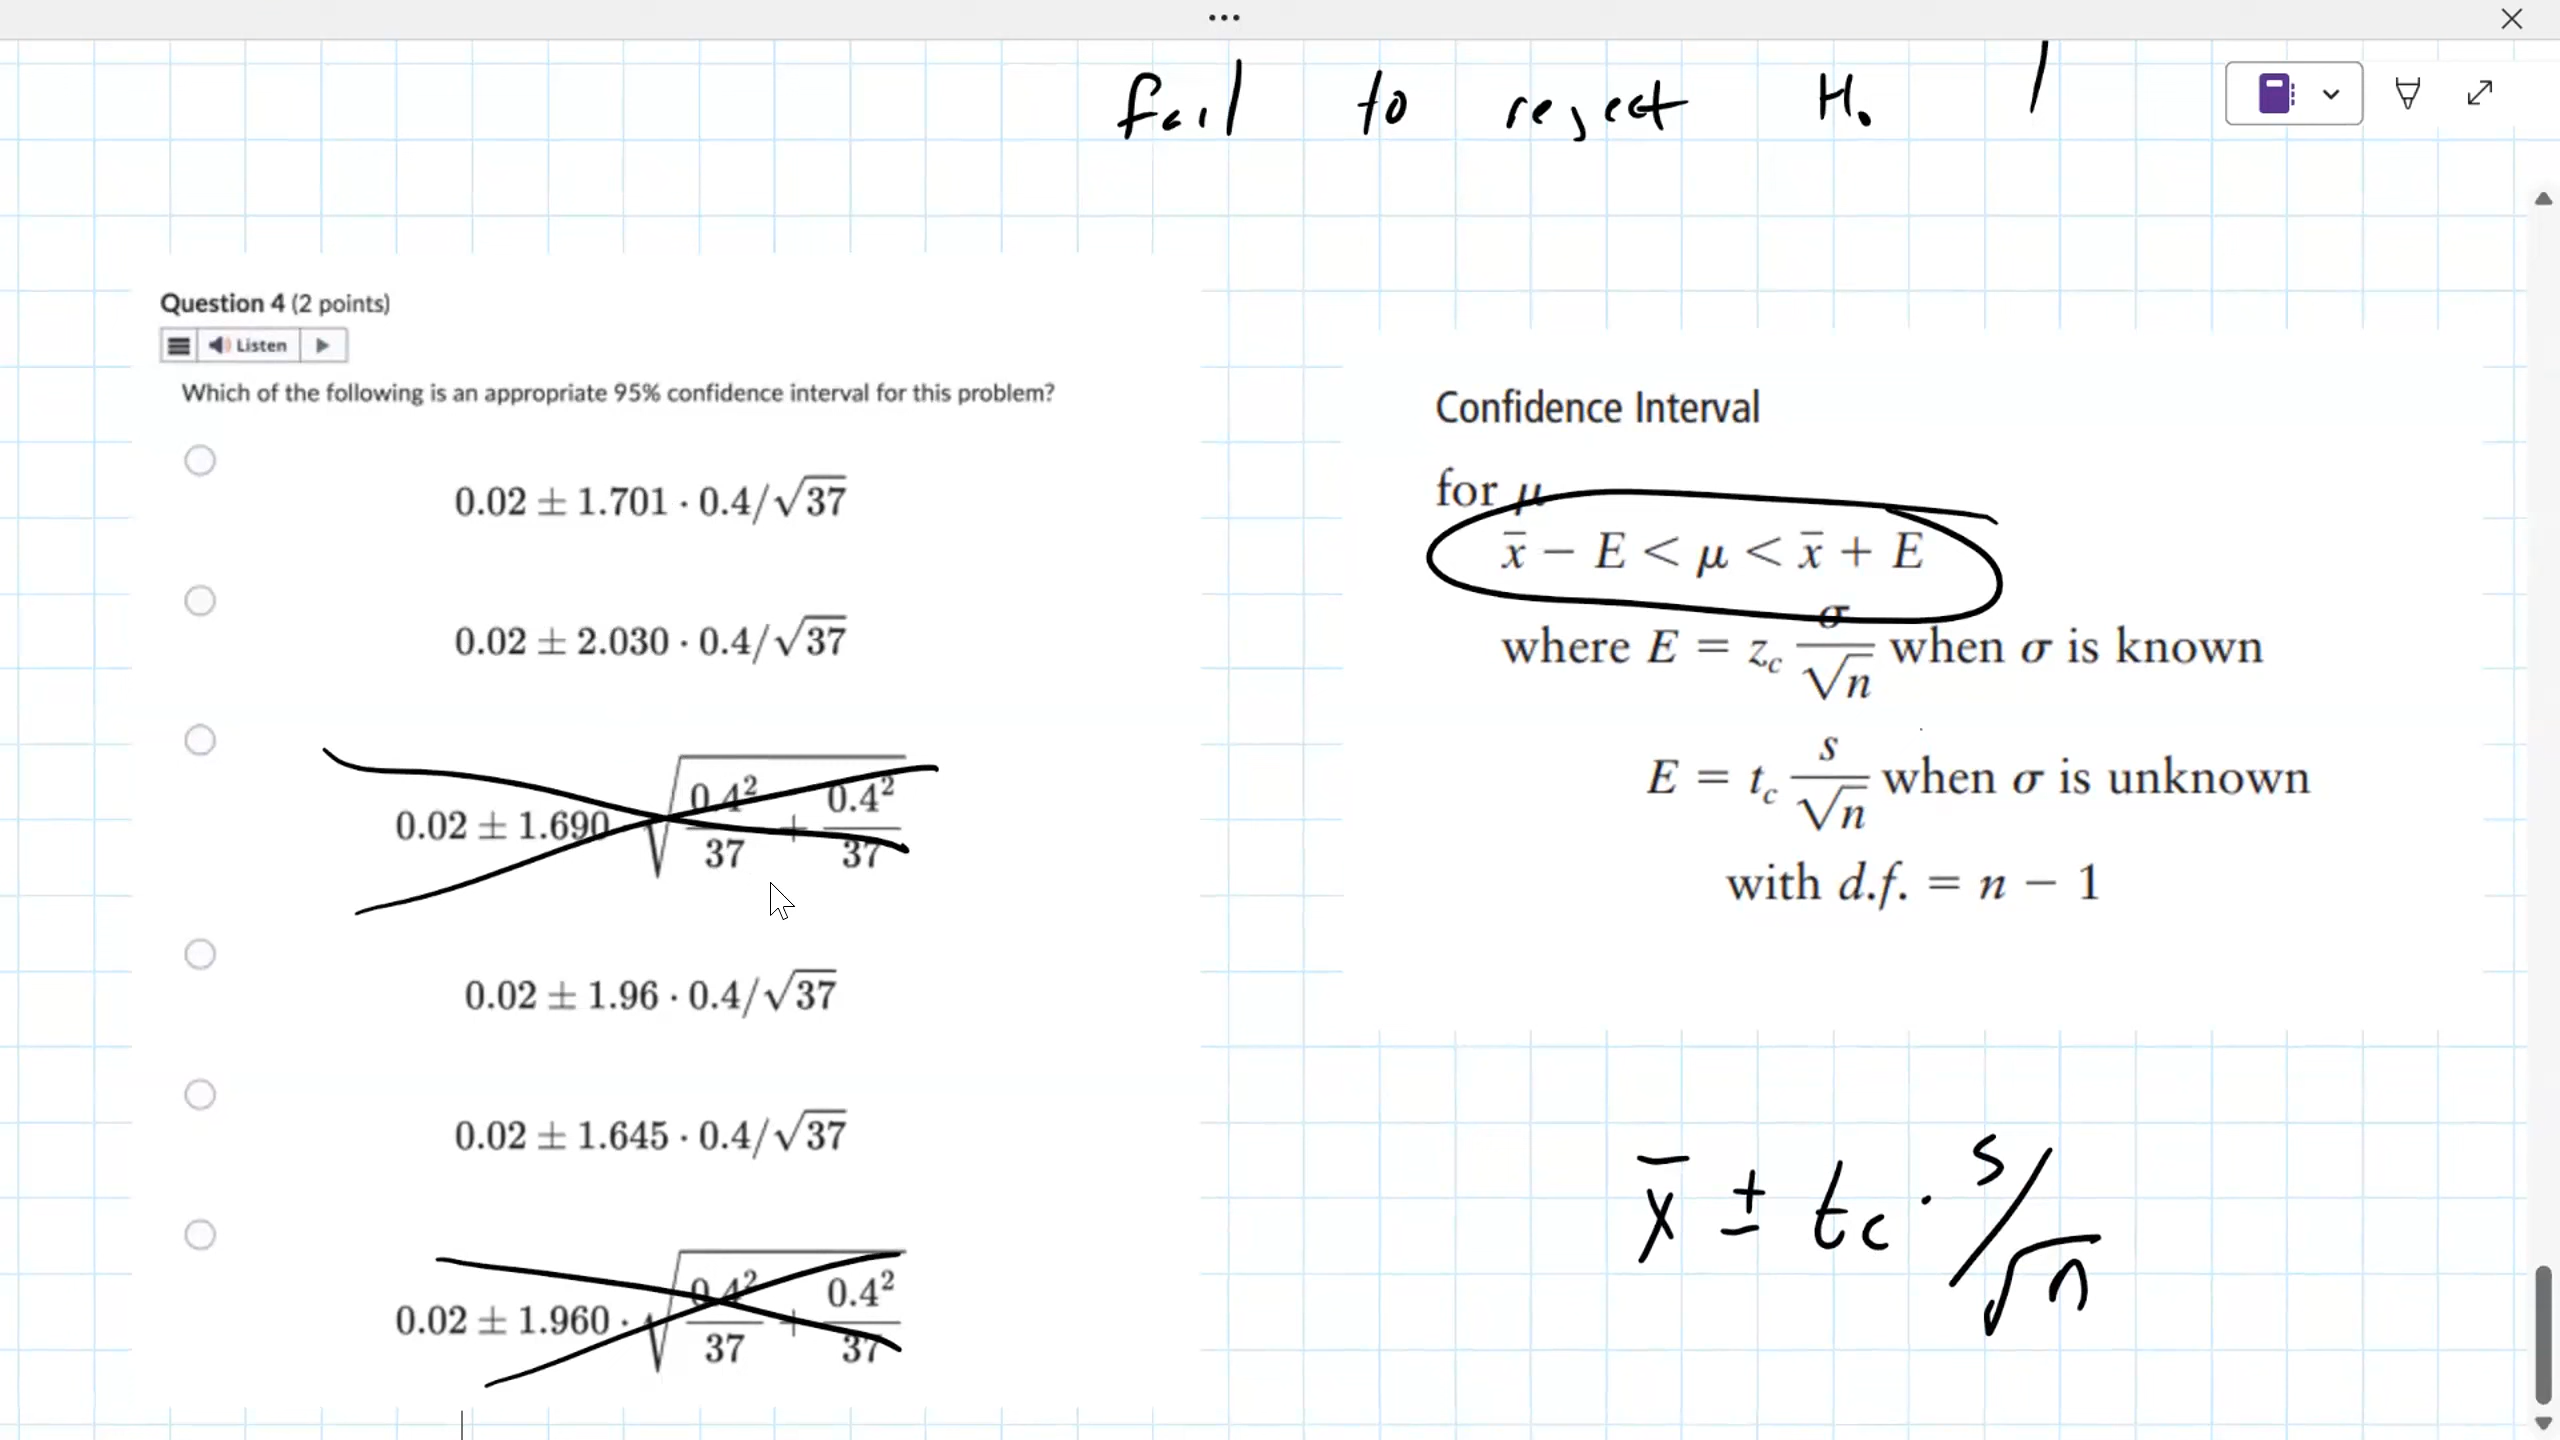 fail to reject H₀
Question 4 (2 points)
Listen
Which of the following is an appropriate 95% confidence interval for this problem?
0.02 ± 1.701 · 0.4/√37
0.02 ± 2.030 · 0.4/√37
0.02 ± 1.690 √(0.4²/37 + 0.4²/37)
0.02 ± 1.96 · 0.4/√37
0.02 ± 1.645 · 0.4/√37
0.02 ± 1.960 · √(0.4²/37 + 0.4²/37)
Confidence Interval
for μ
x̄ − E < μ < x̄ + E
where E = z_c σ/√n when σ is known
E = t_c s/√n when σ is unknown
with d.f. = n − 1
x̄ ± t_c · s/√n